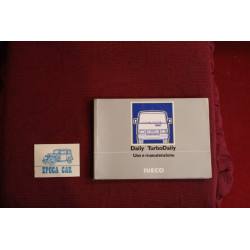 EPOCA CAR
Daily TurboDaily
Uso e manutenzione
IVECO